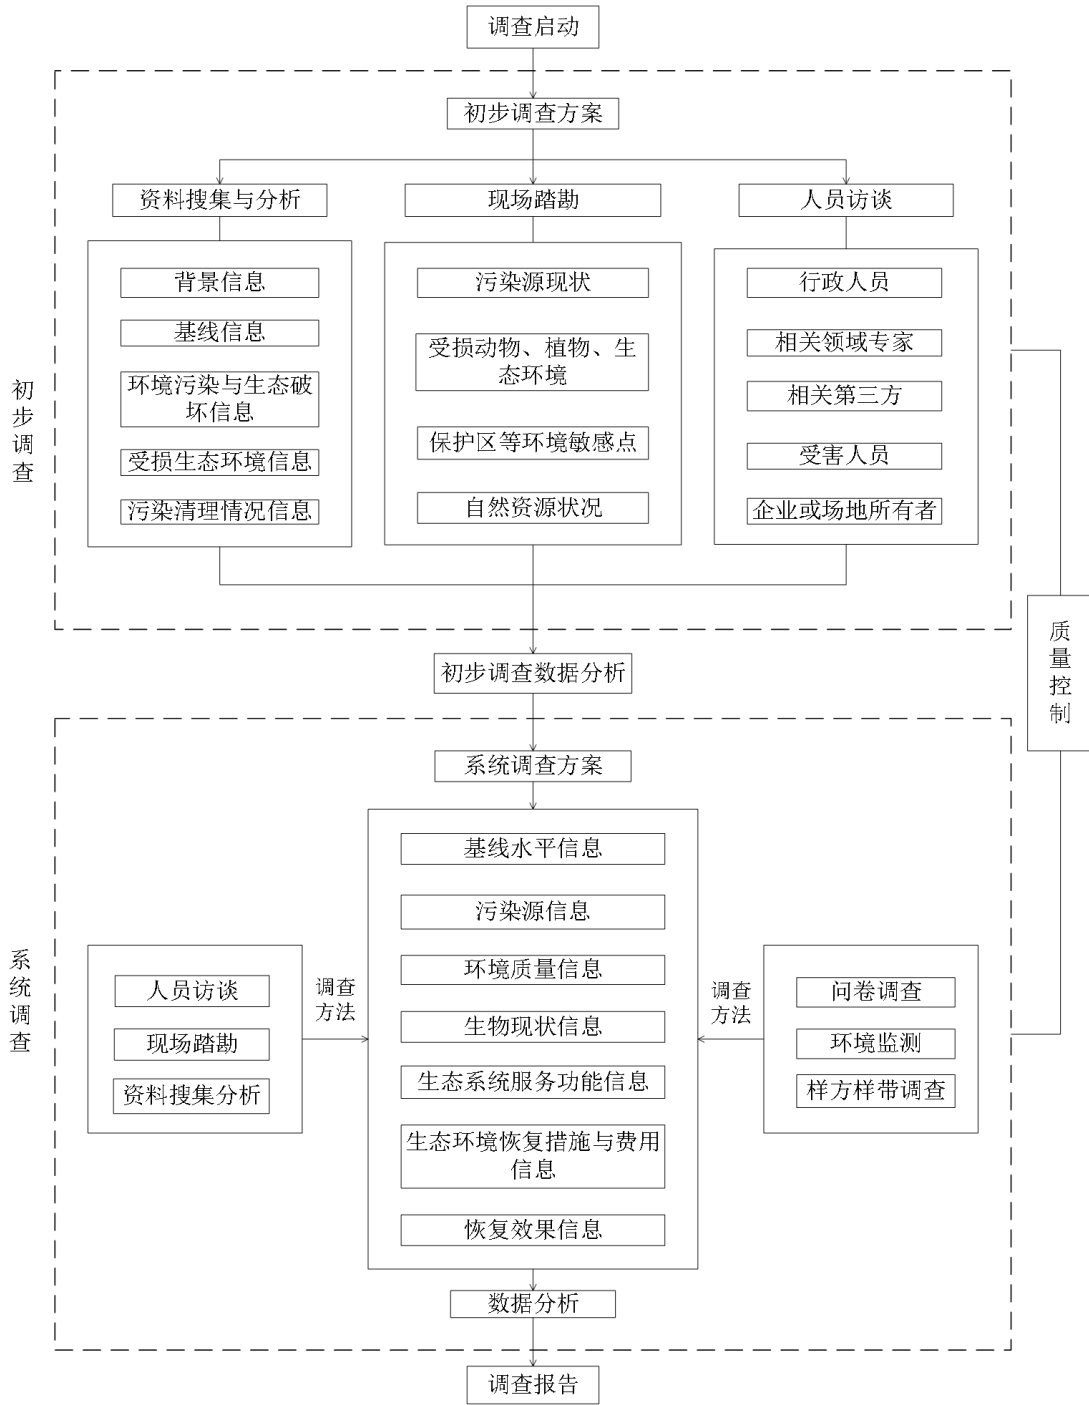 调查启动
初步调查方案
资料搜集与分析
现场踏勘
人员访谈
背景信息
基线信息
环境污染与生态破
坏信息
受损生态环境信息
污染清理情况信息
污染源现状
受损动物、植物、生
态环境
保护区等环境敏感点
自然资源状况
行政人员
相关领域专家
相关第三方
受害人员
企业或场地所有者
初步调查
质量控制
初步调查数据分析
系统调查方案
系统调查
人员访谈
现场踏勘
资料搜集分析
调查
方法
基线水平信息
污染源信息
环境质量信息
生物现状信息
生态系统服务功能信息
生态环境恢复措施与费用
信息
恢复效果信息
调查
方法
问卷调查
环境监测
样方样带调查
数据分析
调查报告